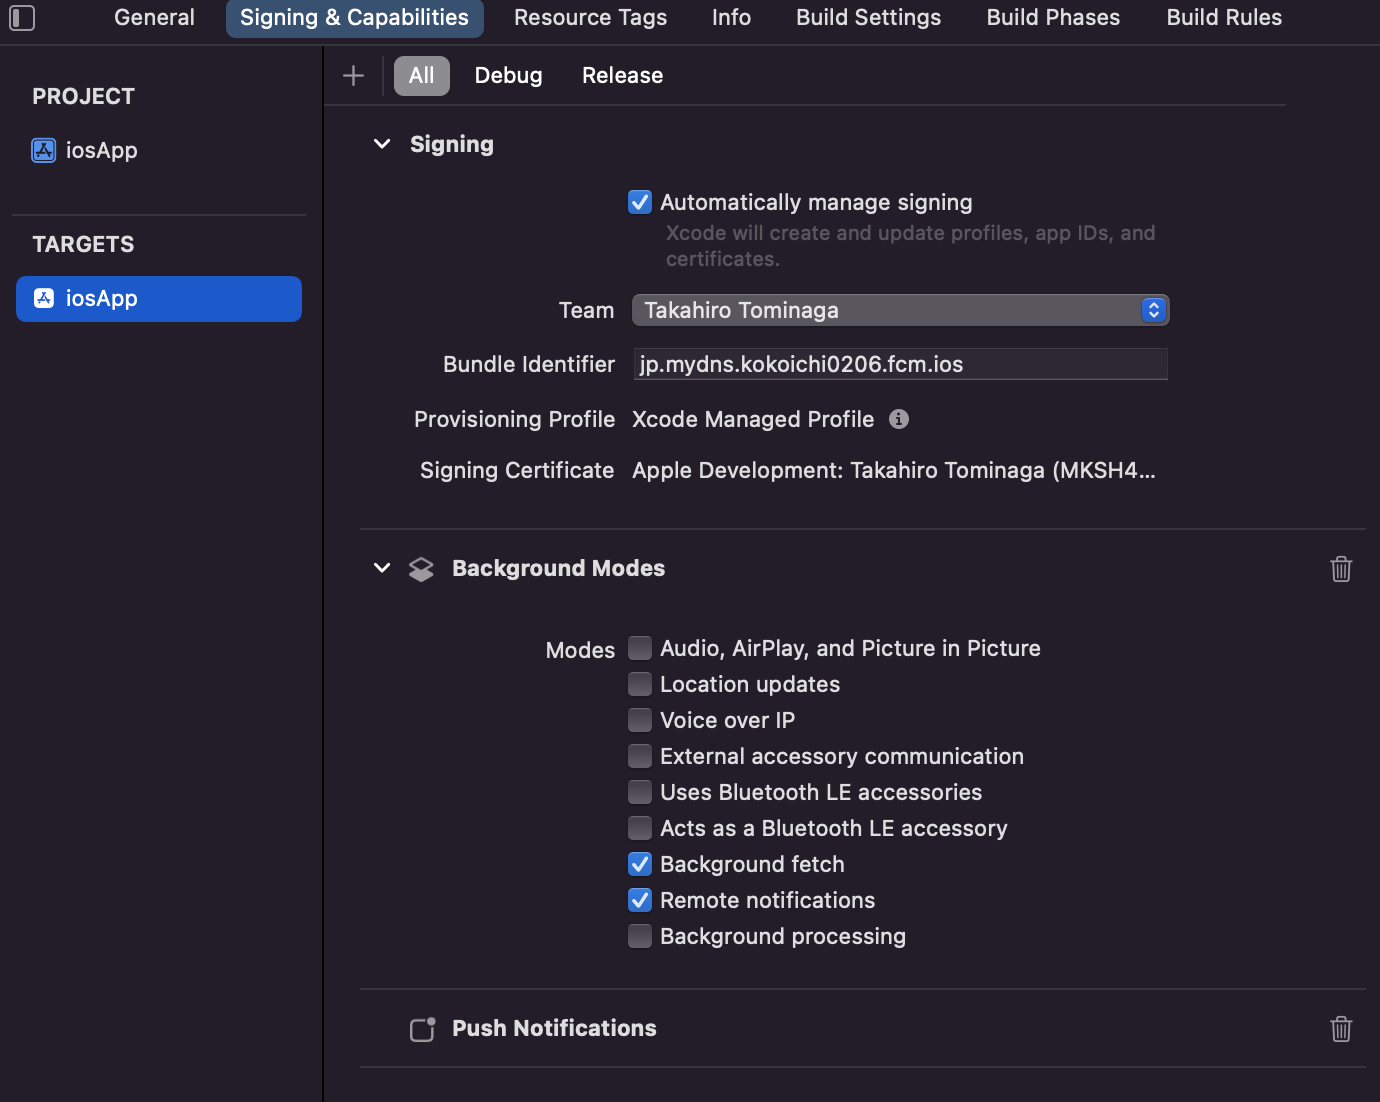 General Signing & Capabilities Resource Tags Info Build Settings Build Phases Build Rules
PROJECT
iosApp
TARGETS
iosApp
All Debug Release
Signing
Automatically manage signing
Xcode will create and update profiles, app IDs, and
certificates.
Team Takahiro Tominaga
Bundle Identifier jp.mydns.kokoichi0206.fcm.ios
Provisioning Profile Xcode Managed Profile
Signing Certificate Apple Development: Takahiro Tominaga (MKSH4...
Background Modes
Modes Audio, AirPlay, and Picture in Picture
Location updates
Voice over IP
External accessory communication
Uses Bluetooth LE accessories
Acts as a Bluetooth LE accessory
Background fetch
Remote notifications
Background processing
Push Notifications